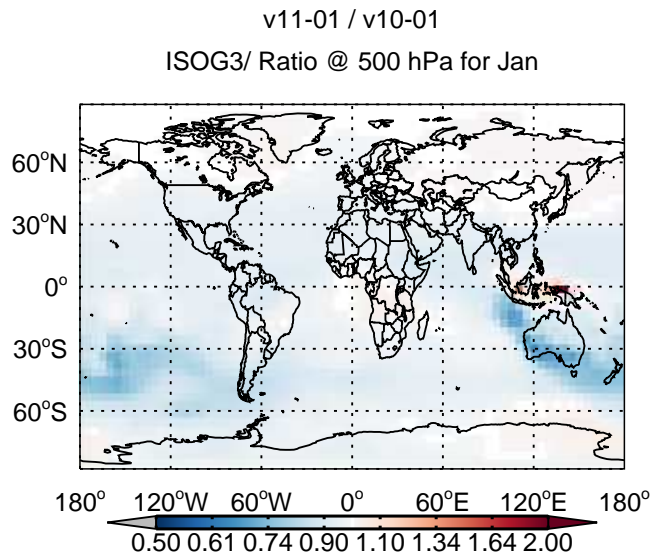 v11-01 / v10-01
ISOG3/ Ratio @ 500 hPa for Jan
60°N
30°N
0°
30°S
60°S
180° 120°W 60°W 0° 60°E 120°E 180°
0.50 0.61 0.74 0.90 1.10 1.34 1.64 2.00